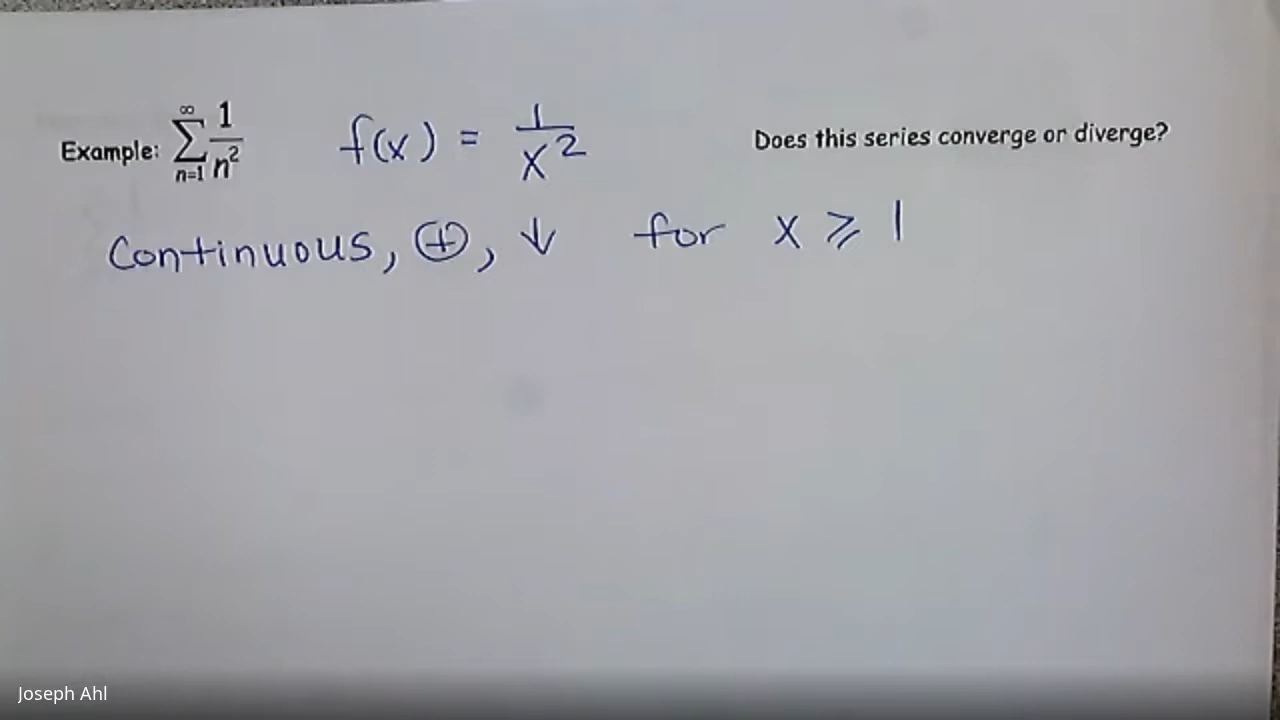 Example: ∞∑n=1 1/n² f(x) = 1/x² Does this series converge or diverge?
Continuous, ⊕, ↓ for x ≥ 1
Joseph Ahl